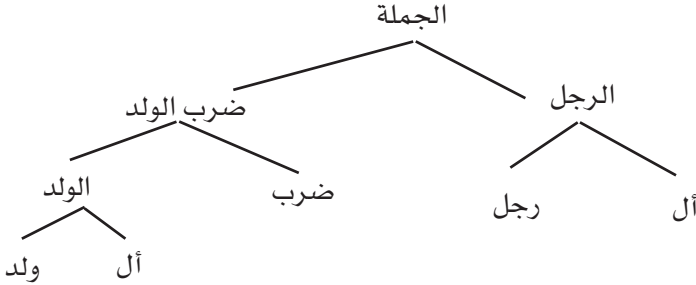 الجملة
الرجل
ضرب الولد
أل
رجل
ضرب
الولد
أل
ولد